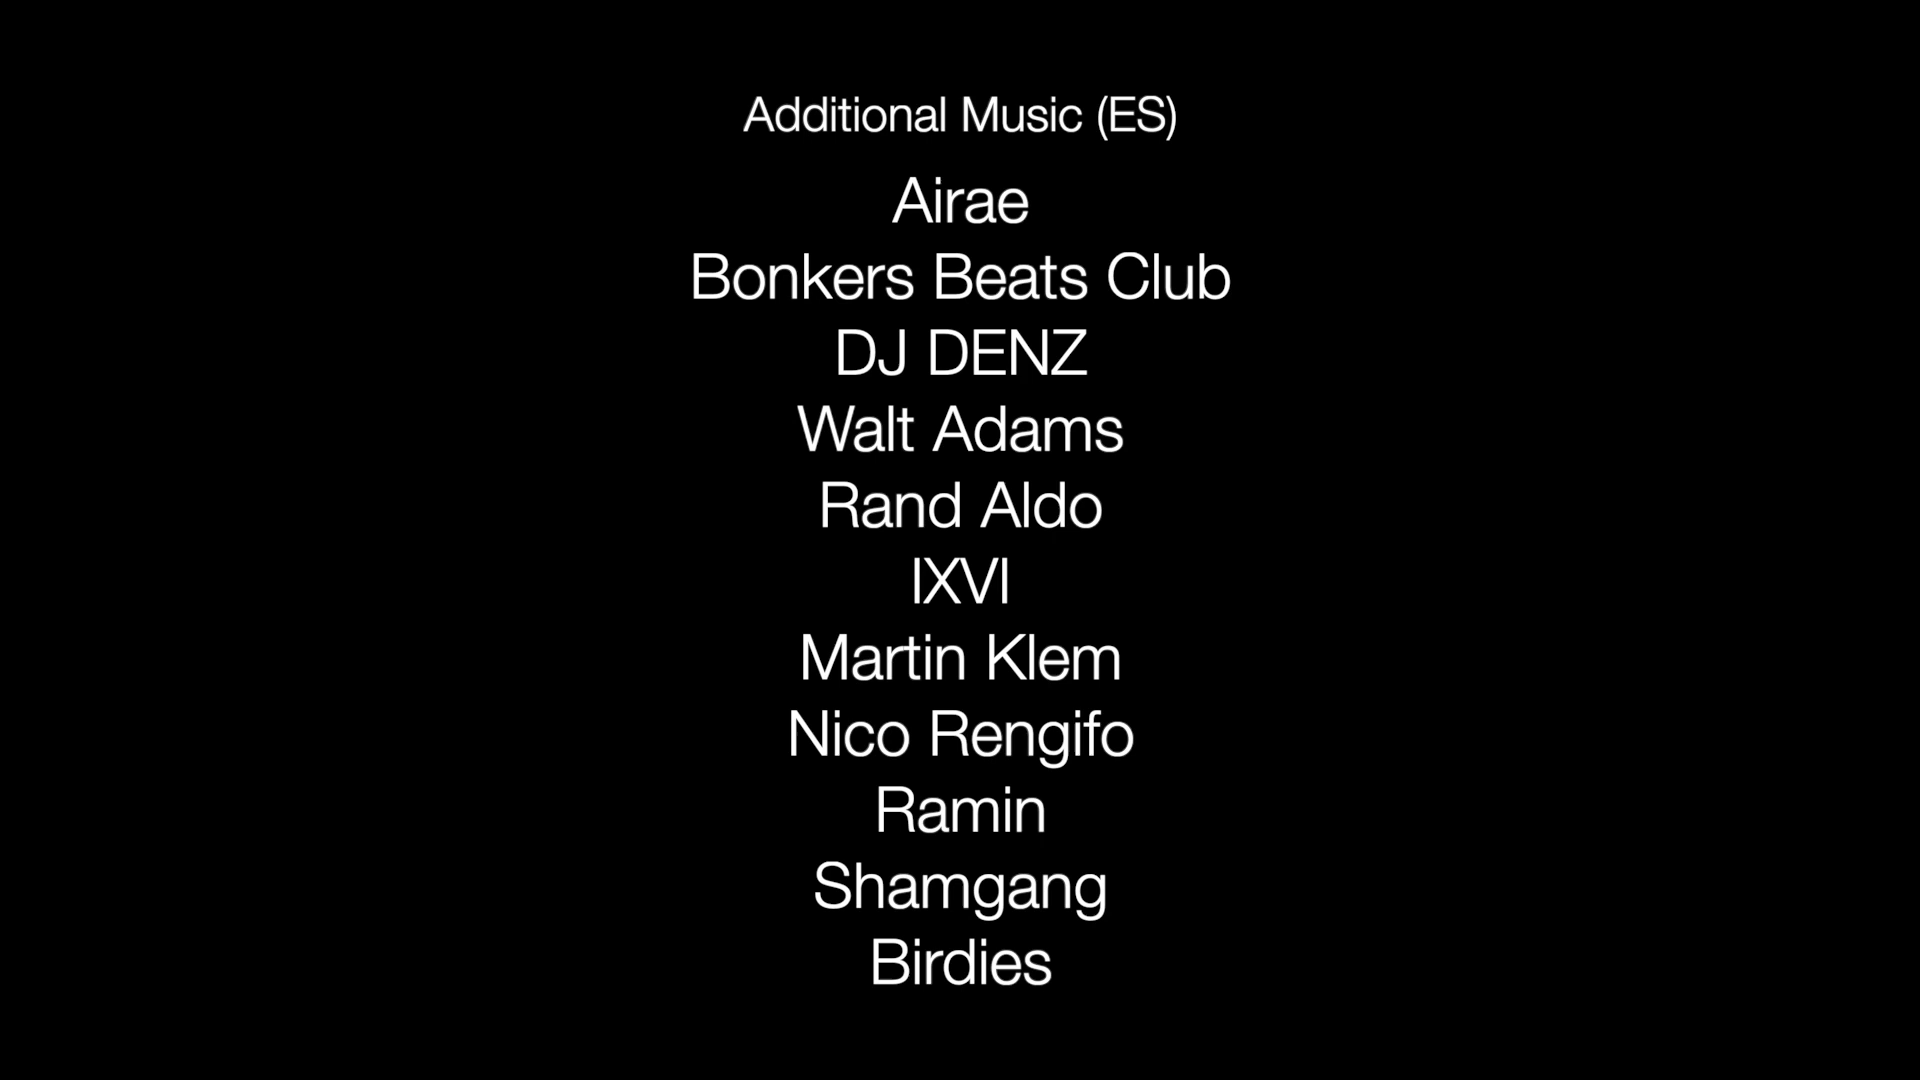 Additional Music (ES)
Airae
Bonkers Beats Club
DJ DENZ
Walt Adams
Rand Aldo
IXVI
Martin Klem
Nico Rengifo
Ramin
Shamgang
Birdies